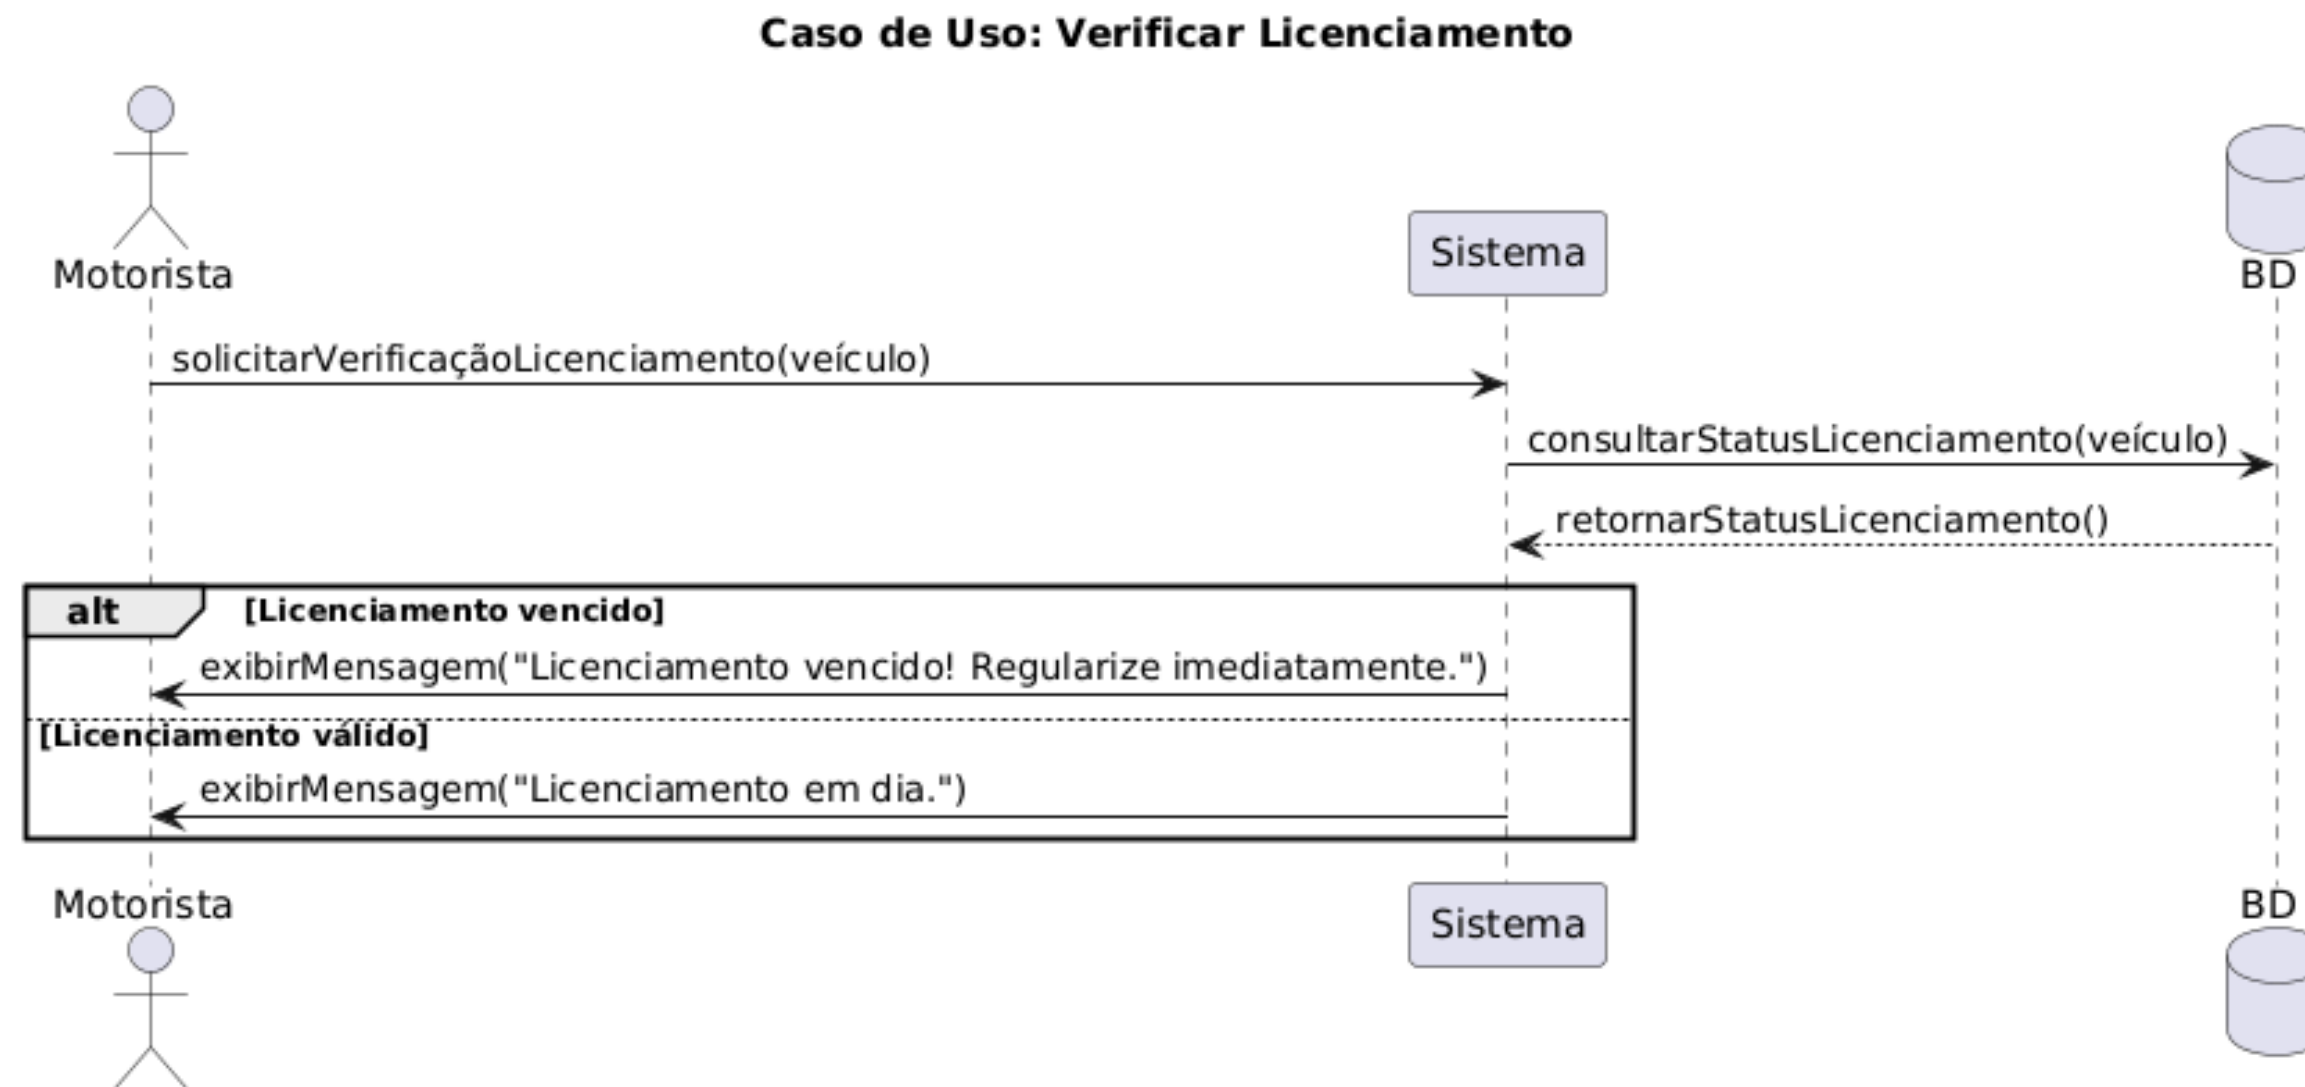 Caso de Uso: Verificar Licenciamento
Motorista
Sistema
BD
solicitarVerificaçãoLicenciamento(veículo)
consultarStatusLicenciamento(veículo)
retornarStatusLicenciamento()
alt [Licenciamento vencido]
exibirMensagem("Licenciamento vencido! Regularize imediatamente.")
[Licenciamento válido]
exibirMensagem("Licenciamento em dia.")
Motorista
Sistema
BD